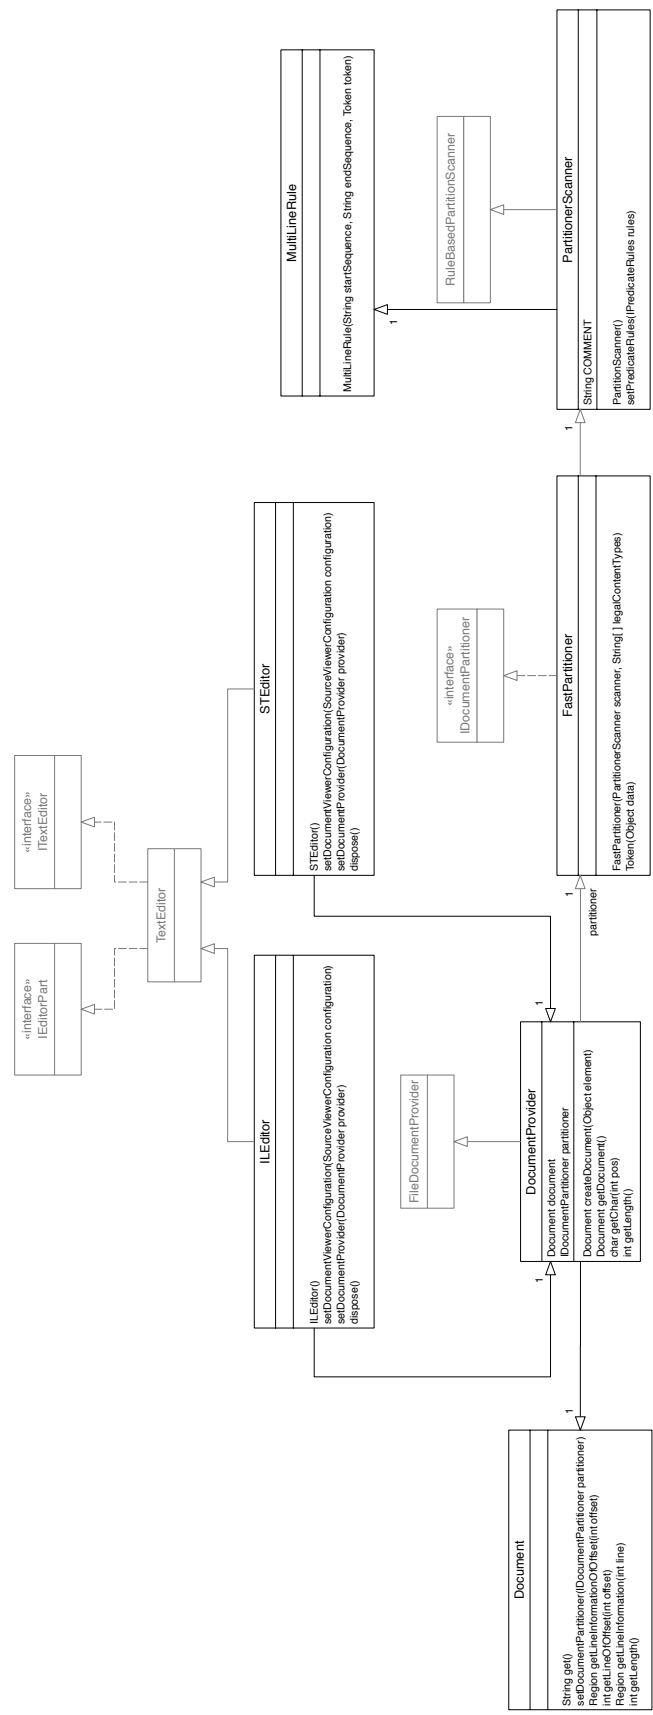 «interface»
IEditorPart
«interface»
ITextEditor
TextEditor
ILEditor
ILEditor()
setDocumentViewerConfiguration(SourceViewerConfiguration configuration)
setDocumentProvider(DocumentProvider provider)
dispose()
STEditor
STEditor()
setDocumentViewerConfiguration(SourceViewerConfiguration configuration)
setDocumentProvider(DocumentProvider provider)
dispose()
MultiLineRule
MultiLineRule(String startSequence, String endSequence, Token token)
1
FileDocumentProvider
«interface»
IDocumentPartitioner
RuleBasedPartitionScanner
Document
String get()
setDocumentPartitioner(IDocumentPartitioner partitioner)
Region getLineInformationOfOffset(int offset)
int getLineOfOffset(int offset)
Region getLineInformation(int line)
int getLength()
1
1
DocumentProvider
Document document
IDocumentPartitioner partitioner
Document createDocument(Object element)
Document getDocument()
char getChar(int pos)
int getLength()
1
1
partitioner
FastPartitioner
FastPartitioner(PartitionerScanner scanner, String[ ] legalContentTypes)
Token(Object data)
1
PartitionerScanner
String COMMENT
PartitionScanner()
setPredicateRules(IPredicateRules rules)